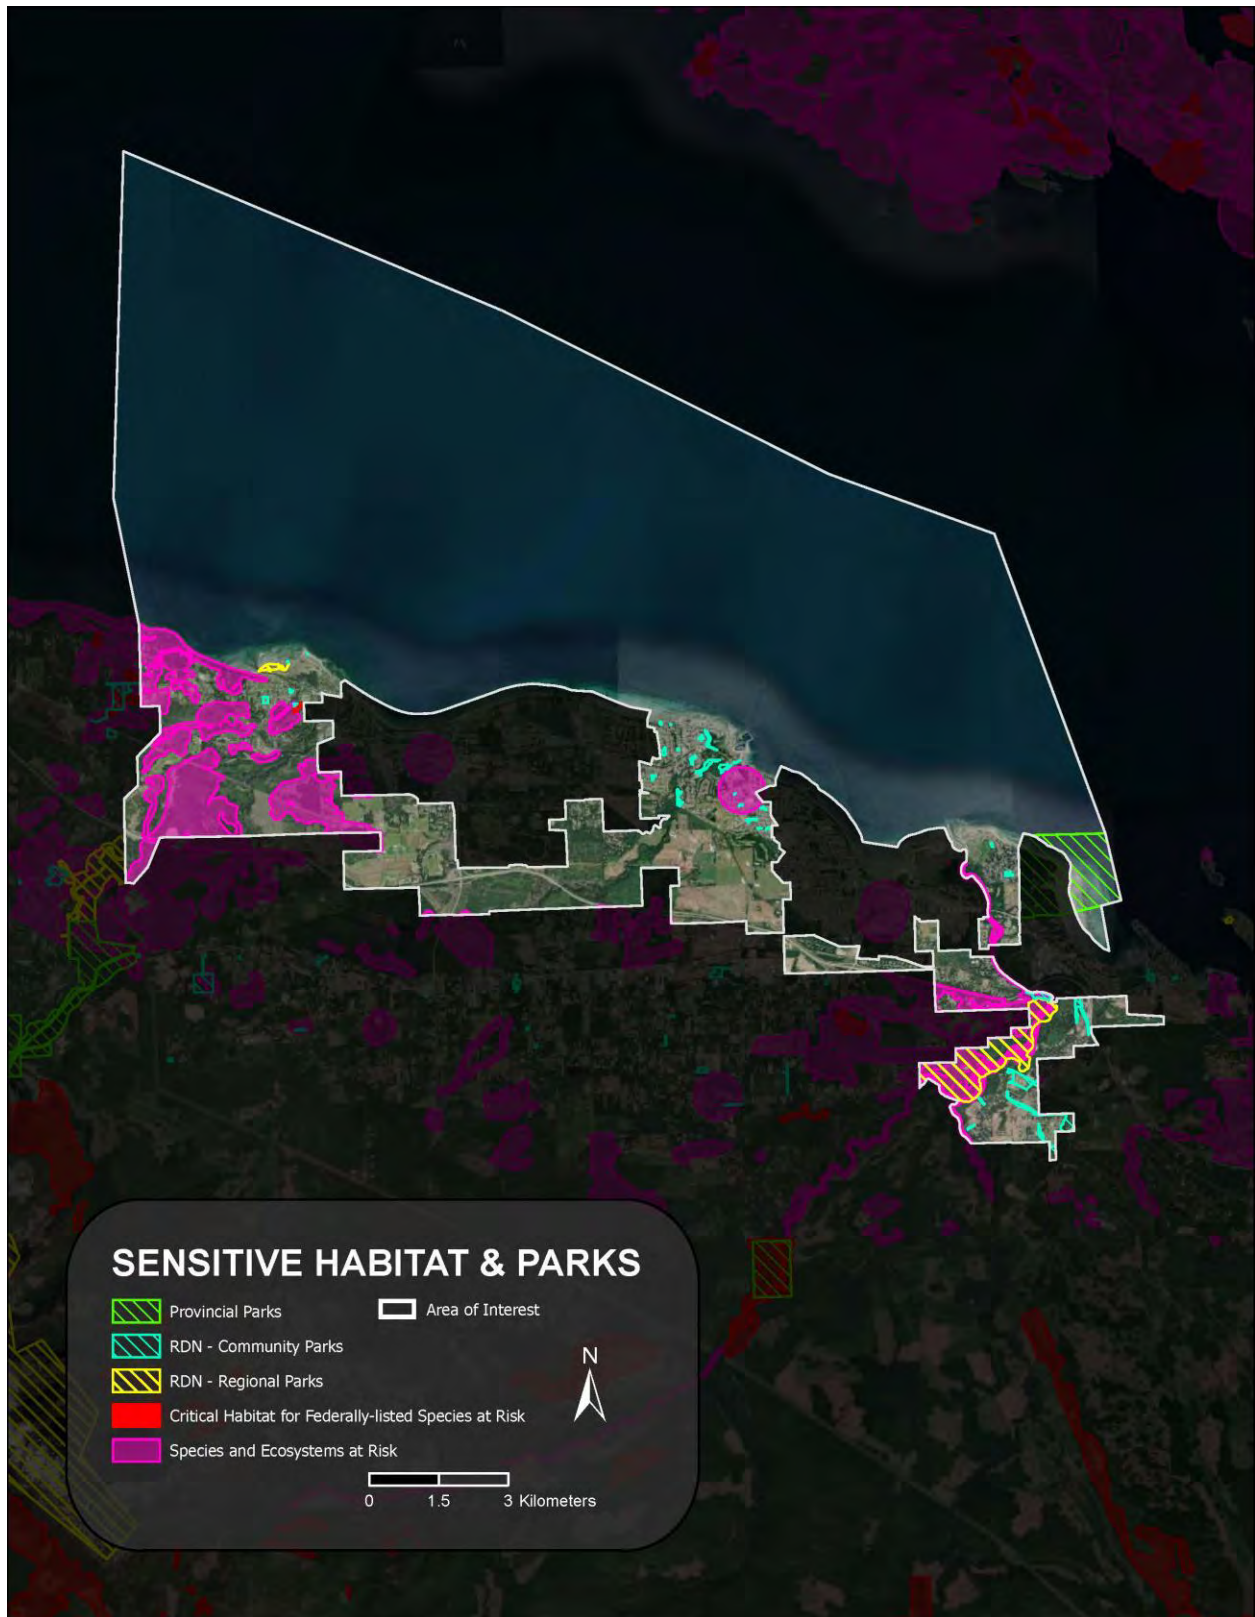 SENSITIVE HABITAT & PARKS
Provincial Parks
Area of Interest
RDN - Community Parks
RDN - Regional Parks
N
Critical Habitat for Federally-listed Species at Risk
Species and Ecosystems at Risk
0 1.5 3 Kilometers